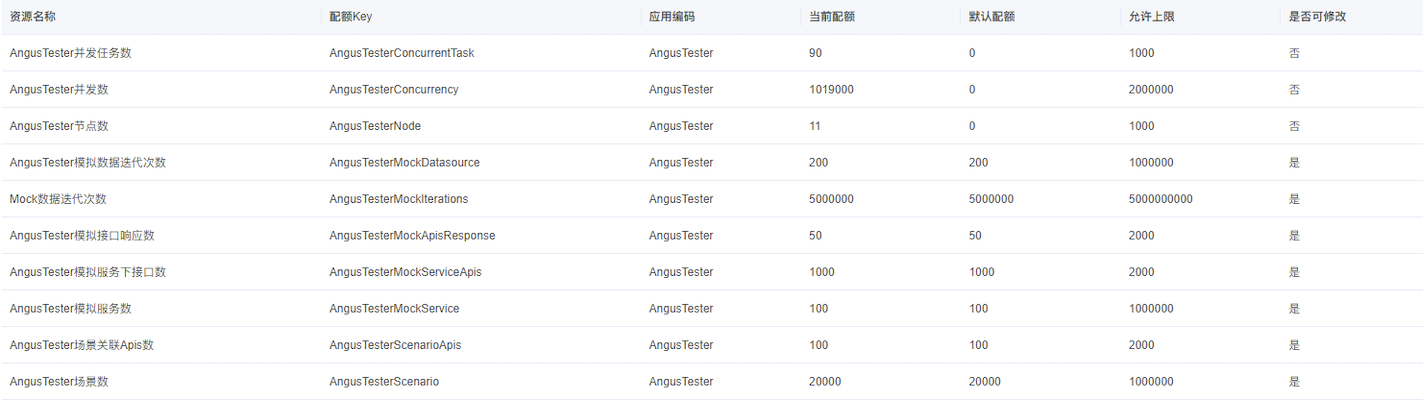 资源名称 配额Key 应用编码 当前配额 默认配额 允许上限 是否可修改
AngusTester并发任务数 AngusTesterConcurrentTask AngusTester 90 0 1000 否
AngusTester并发数 AngusTesterConcurrency AngusTester 1019000 0 2000000 否
AngusTester节点数 AngusTesterNode AngusTester 11 0 1000 否
AngusTester模拟数据迭代次数 AngusTesterMockDatasource AngusTester 200 200 1000000 是
Mock数据迭代次数 AngusTesterMockIterations AngusTester 5000000 5000000 5000000000 是
AngusTester模拟接口响应数 AngusTesterMockApisResponse AngusTester 50 50 2000 是
AngusTester模拟服务下接口数 AngusTesterMockServiceApis AngusTester 1000 1000 2000 是
AngusTester模拟服务数 AngusTesterMockService AngusTester 100 100 1000000 是
AngusTester场景关联Apis数 AngusTesterScenarioApis AngusTester 100 100 2000 是
AngusTester场景数 AngusTesterScenario AngusTester 20000 20000 1000000 是